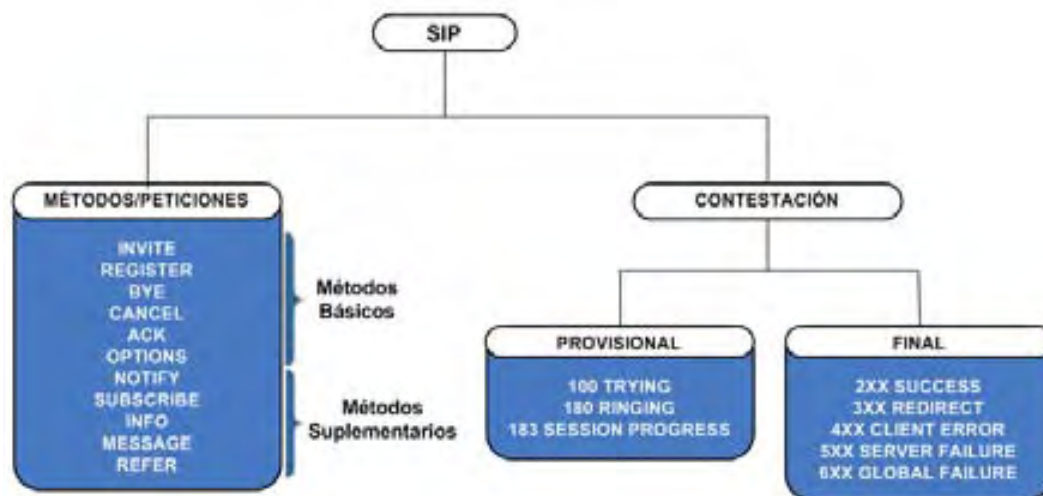 SIP
MÉTODOS/PETICIONES
INVITE
REGISTER
BYE
CANCEL
ACK
OPTIONS
NOTIFY
SUBSCRIBE
INFO
MESSAGE
REFER
Métodos
Básicos
Métodos
Suplementarios
CONTESTACIÓN
PROVISIONAL
100 TRYING
180 RINGING
183 SESSION PROGRESS
FINAL
2XX SUCCESS
3XX REDIRECT
4XX CLIENT ERROR
5XX SERVER FAILURE
6XX GLOBAL FAILURE